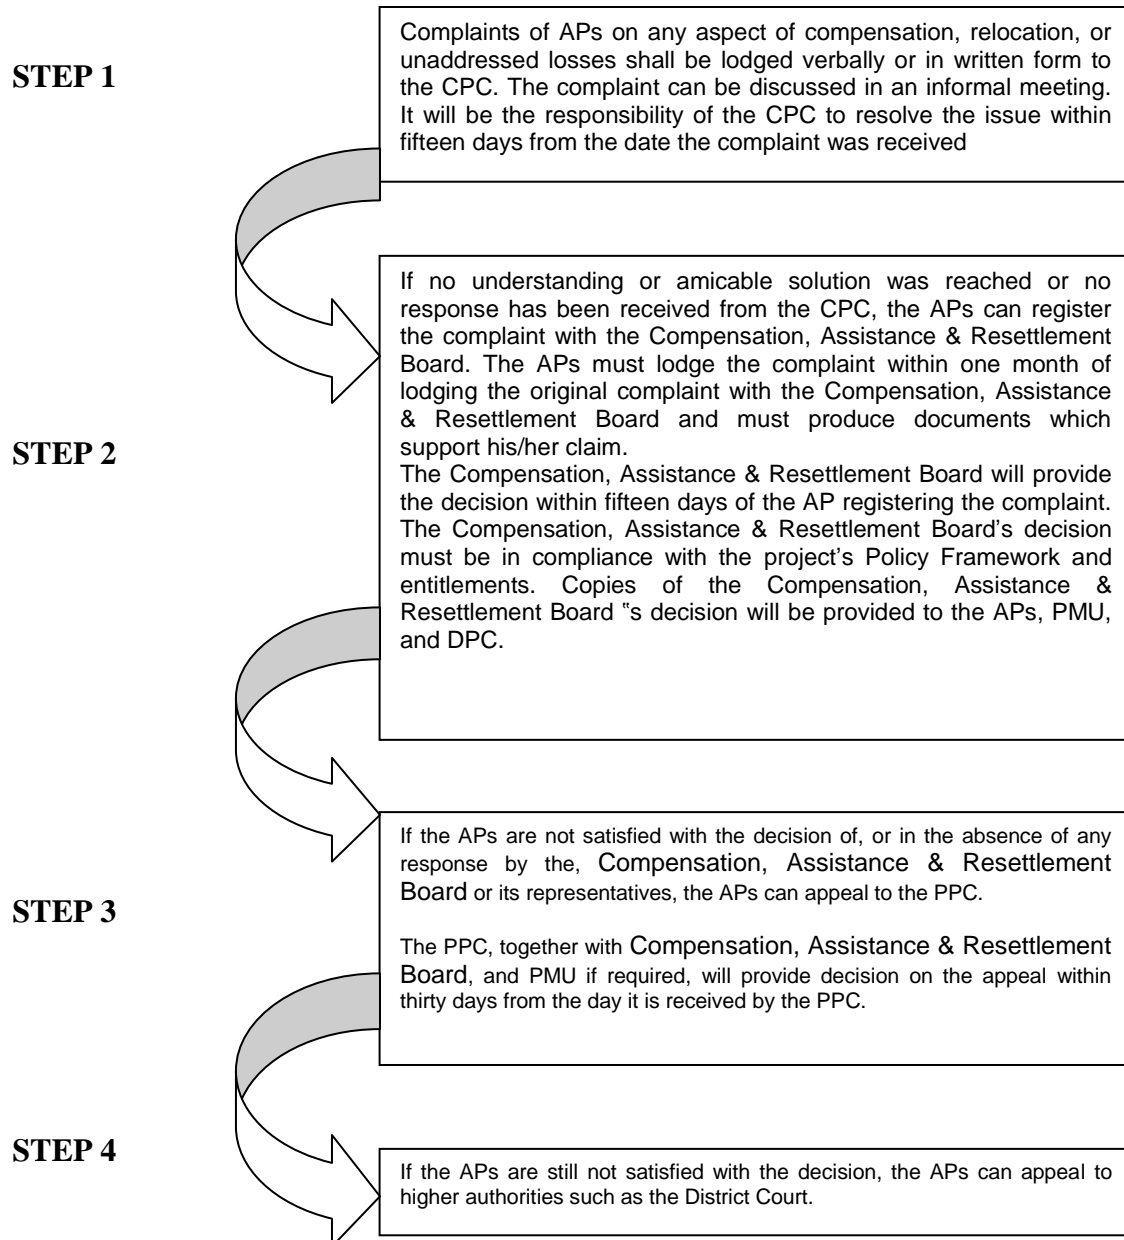 STEP 1
Complaints of APs on any aspect of compensation, relocation, or
unaddressed losses shall be lodged verbally or in written form to
the CPC. The complaint can be discussed in an informal meeting.
It will be the responsibility of the CPC to resolve the issue within
fifteen days from the date the complaint was received
STEP 2
If no understanding or amicable solution was reached or no
response has been received from the CPC, the APs can register
the complaint with the Compensation, Assistance & Resettlement
Board. The APs must lodge the complaint within one month of
lodging the original complaint with the Compensation, Assistance
& Resettlement Board and must produce documents which
support his/her claim.
The Compensation, Assistance & Resettlement Board will provide
the decision within fifteen days of the AP registering the complaint.
The Compensation, Assistance & Resettlement Board’s decision
must be in compliance with the project’s Policy Framework and
entitlements. Copies of the Compensation, Assistance &
Resettlement Board ‟s decision will be provided to the APs, PMU,
and DPC.
STEP 3
If the APs are not satisfied with the decision of, or in the absence of any
response by the, Compensation, Assistance & Resettlement
Board or its representatives, the APs can appeal to the PPC.
The PPC, together with Compensation, Assistance & Resettlement
Board, and PMU if required, will provide decision on the appeal within
thirty days from the day it is received by the PPC.
STEP 4
If the APs are still not satisfied with the decision, the APs can appeal to
higher authorities such as the District Court.